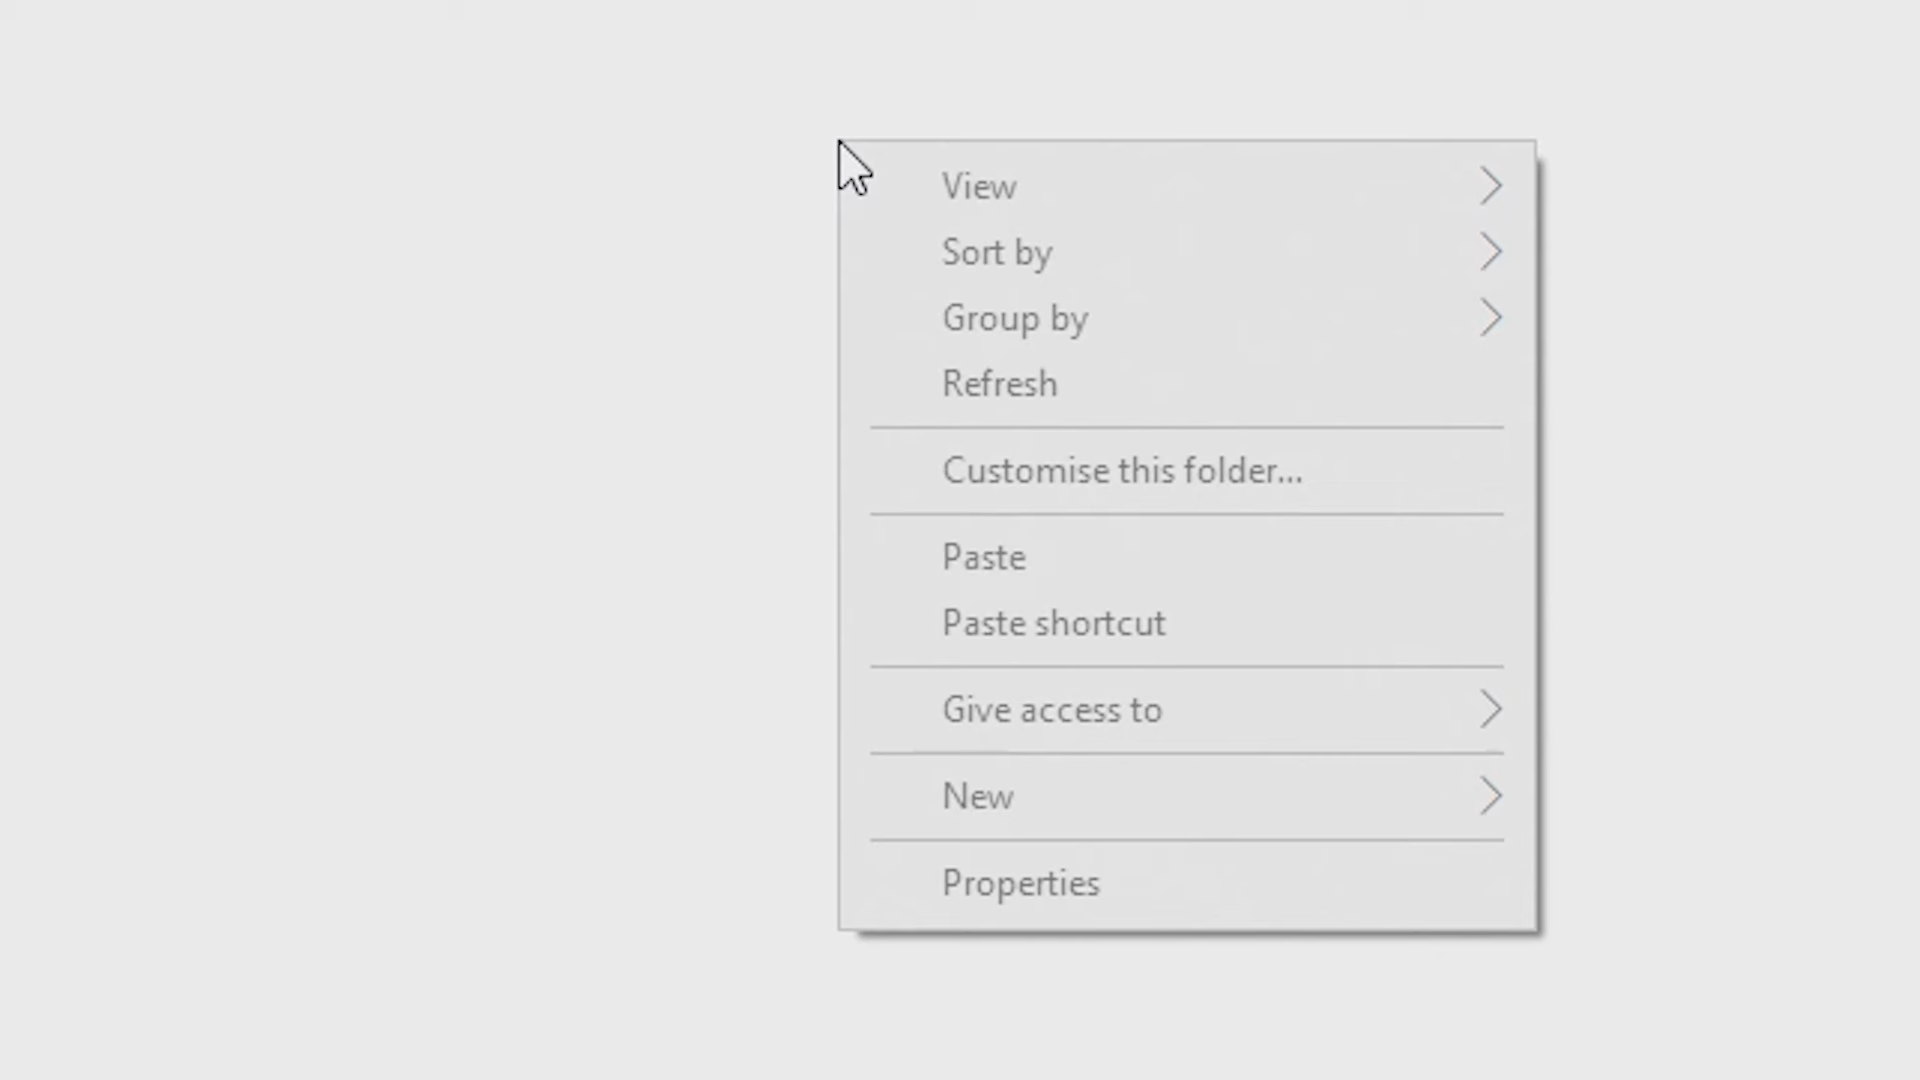 View
Sort by
Group by
Refresh
Customise this folder...
Paste
Paste shortcut
Give access to
New
Properties